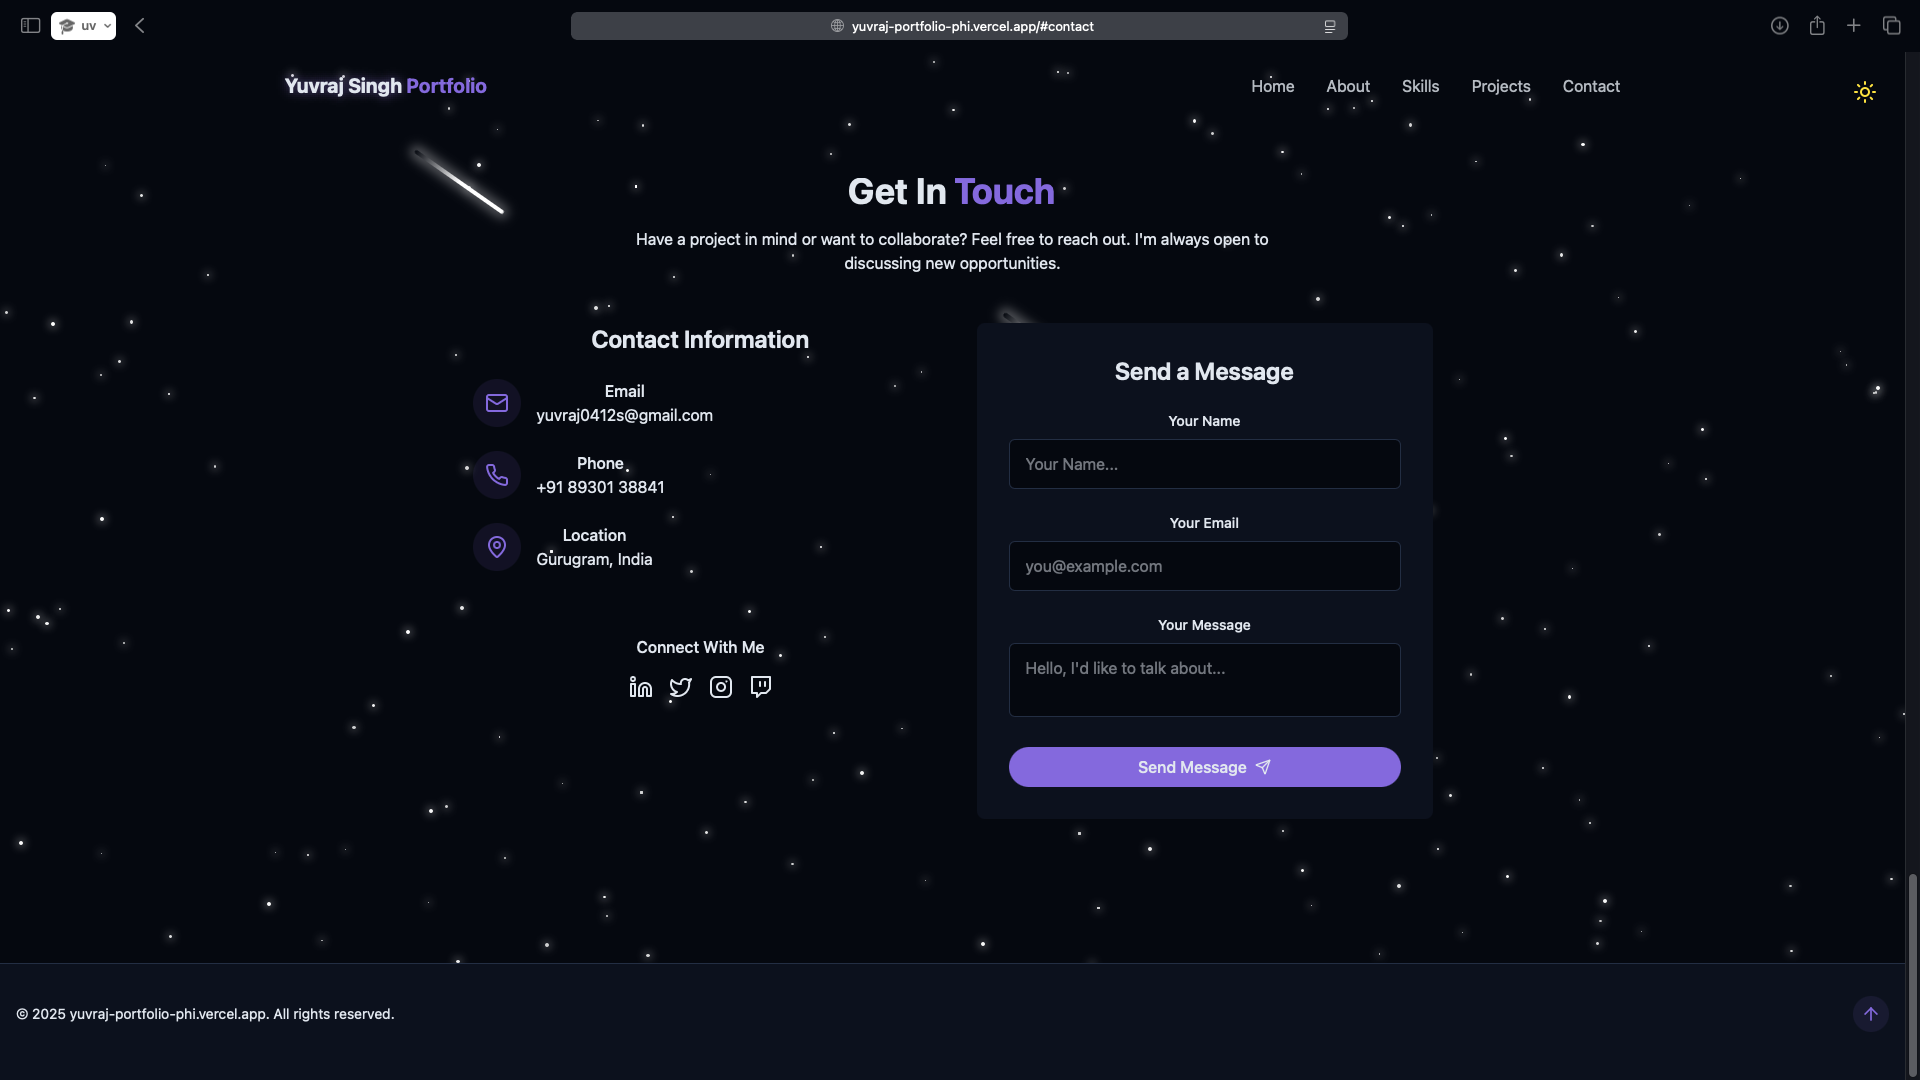 uv
yuvraj-portfolio-phi.vercel.app/#contact
Yuvraj Singh Portfolio
Home
About
Skills
Projects
Contact
Get In Touch
Have a project in mind or want to collaborate? Feel free to reach out. I'm always open to
discussing new opportunities.
Contact Information
Email
yuvraj0412s@gmail.com
Phone
+91 89301 38841
Location
Gurugram, India
Connect With Me
Send a Message
Your Name
Your Name...
Your Email
you@example.com
Your Message
Hello, I'd like to talk about...
Send Message
© 2025 yuvraj-portfolio-phi.vercel.app. All rights reserved.